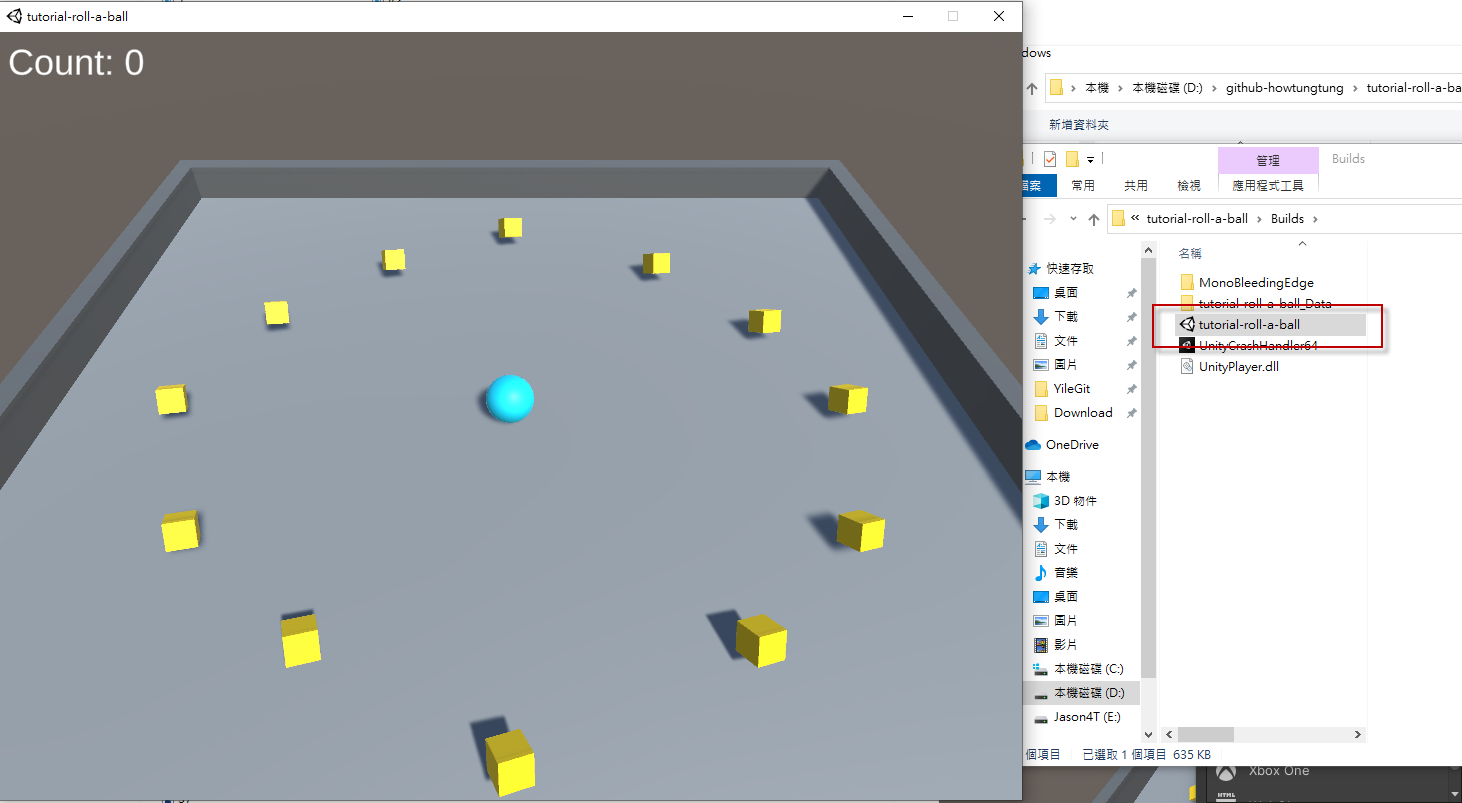 tutorial-roll-a-ball
Count: 0
dows
本機 本機磁碟 (D:) github-howtungtung tutorial-roll-a-ba
新增資料夾
管理 Builds
檔案 常用 共用 檢視 應用程式工具
« tutorial-roll-a-ball Builds
名稱
快速存取
桌面
下載
文件
圖片
YileGit
Download
OneDrive
本機
3D 物件
下載
文件
音樂
桌面
圖片
影片
本機磁碟 (C:)
本機磁碟 (D:)
Jason4T (E:)
MonoBleedingEdge
tutorial-roll-a-ball_Data
tutorial-roll-a-ball
UnityCrashHandler64
UnityPlayer.dll
個項目 已選取 1 個項目 635 KB
Xbox One
HTML